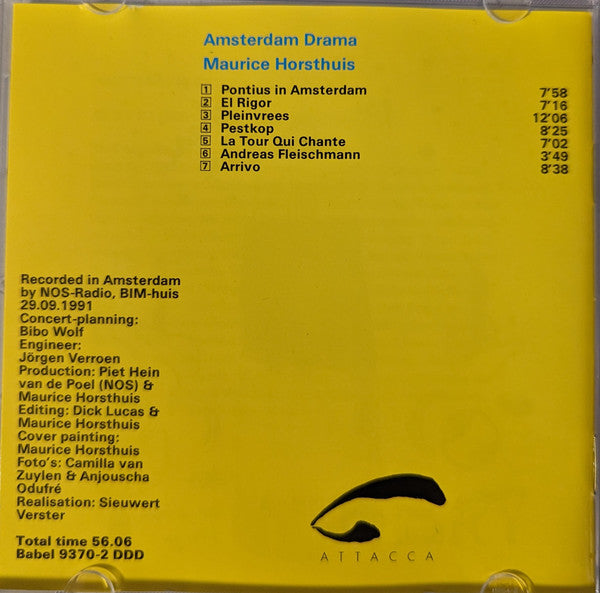 Amsterdam Drama
Maurice Horsthuis
1 Pontius in Amsterdam 7'58
2 El Rigor 7'16
3 Pleinvrees 12'06
4 Pestkop 8'25
5 La Tour Qui Chante 7'02
6 Andreas Fleischmann 3'49
7 Arrivo 8'38
Recorded in Amsterdam
by NOS-Radio, BIM-huis
29.09.1991
Concert-planning:
Bibo Wolf
Engineer:
Jörgen Verroen
Production: Piet Hein
van de Poel (NOS) &
Maurice Horsthuis
Editing: Dick Lucas &
Maurice Horsthuis
Cover painting:
Maurice Horsthuis
Foto's: Camilla van
Zuylen & Anjouscha
Odufré
Realisation: Sieuwert
Verster
Total time 56.06
Babel 9370-2 DDD
ATTACCA